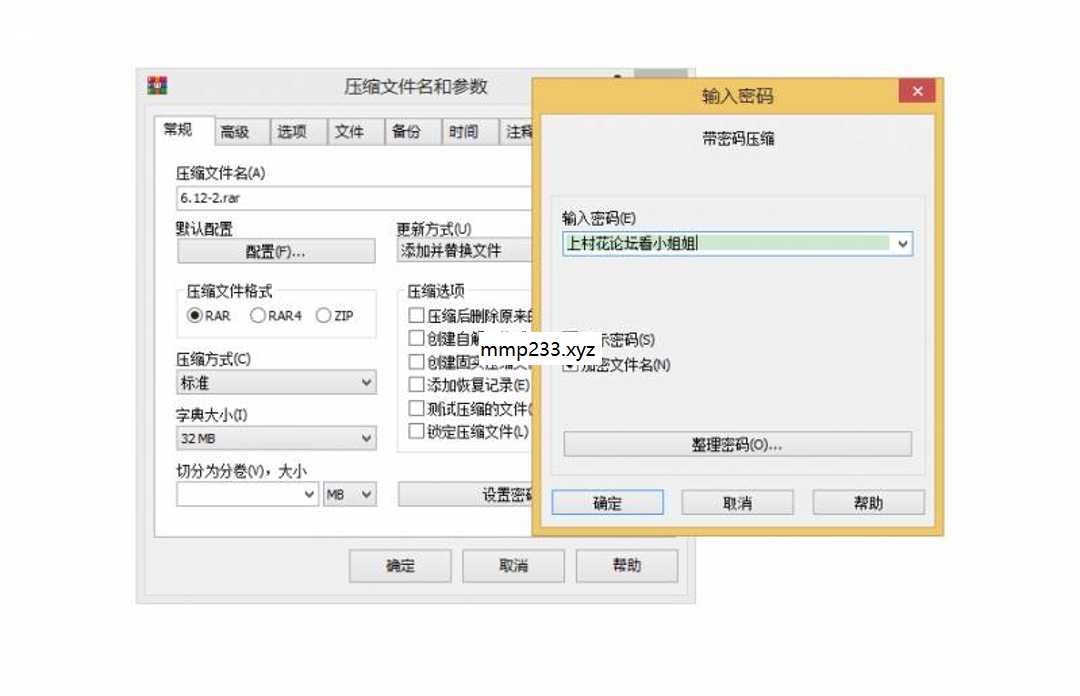 压缩文件名和参数
常规 高级 选项 文件 备份 时间 注释
压缩文件名(A)
6.12-2.rar
默认配置
配置(F)...
更新方式(U)
添加并替换文件
压缩文件格式
RAR RAR4 ZIP
压缩选项
压缩后删除原来的
创建自解
创建固实压缩文
添加恢复记录(E)
测试压缩的文件(
锁定压缩文件(L)
压缩方式(C)
标准
字典大小(I)
32 MB
切分为分卷(V)，大小
MB
设置密码
确定 取消 帮助
输入密码
带密码压缩
输入密码(E)
上村花论坛看小姐姐
示密码(S)
加密文件名(N)
整理密码(O)...
确定 取消 帮助
mmp233.xyz